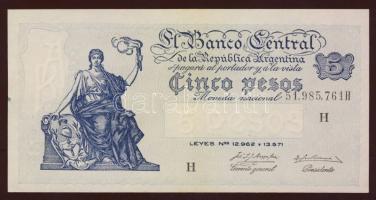 El Banco Central
de la República Argentina
pagará al portador y a la vista
Cinco pesos
5
Moneda nacional 51.985.761H
H
LEYES Nos 12.962 Y 13.571
H
Gerente general
Presidente